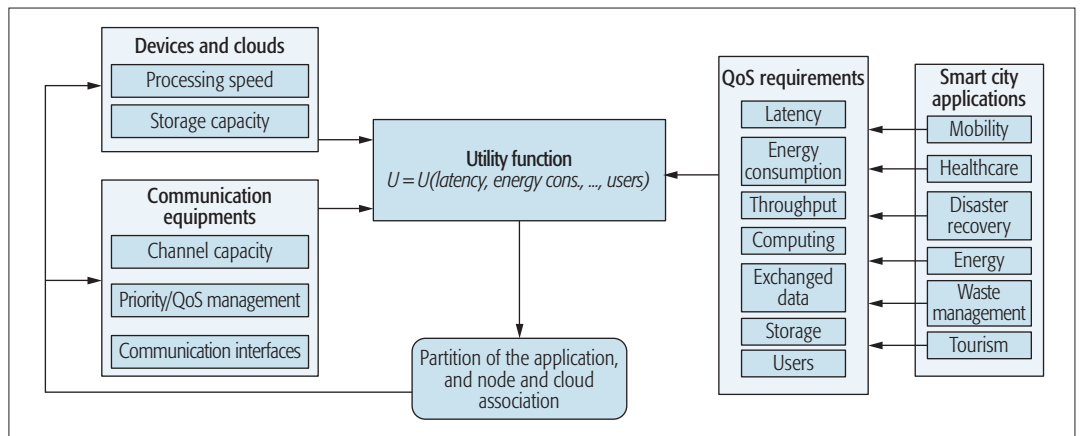 Devices and clouds
Processing speed
Storage capacity
Communication
equipments
Channel capacity
Priority/QoS management
Communication interfaces
Utility function
U = U(latency, energy cons., ..., users)
Partition of the application,
and node and cloud
association
QoS requirements
Latency
Energy
consumption
Throughput
Computing
Exchanged
data
Storage
Users
Smart city
applications
Mobility
Healthcare
Disaster
recovery
Energy
Waste
management
Tourism